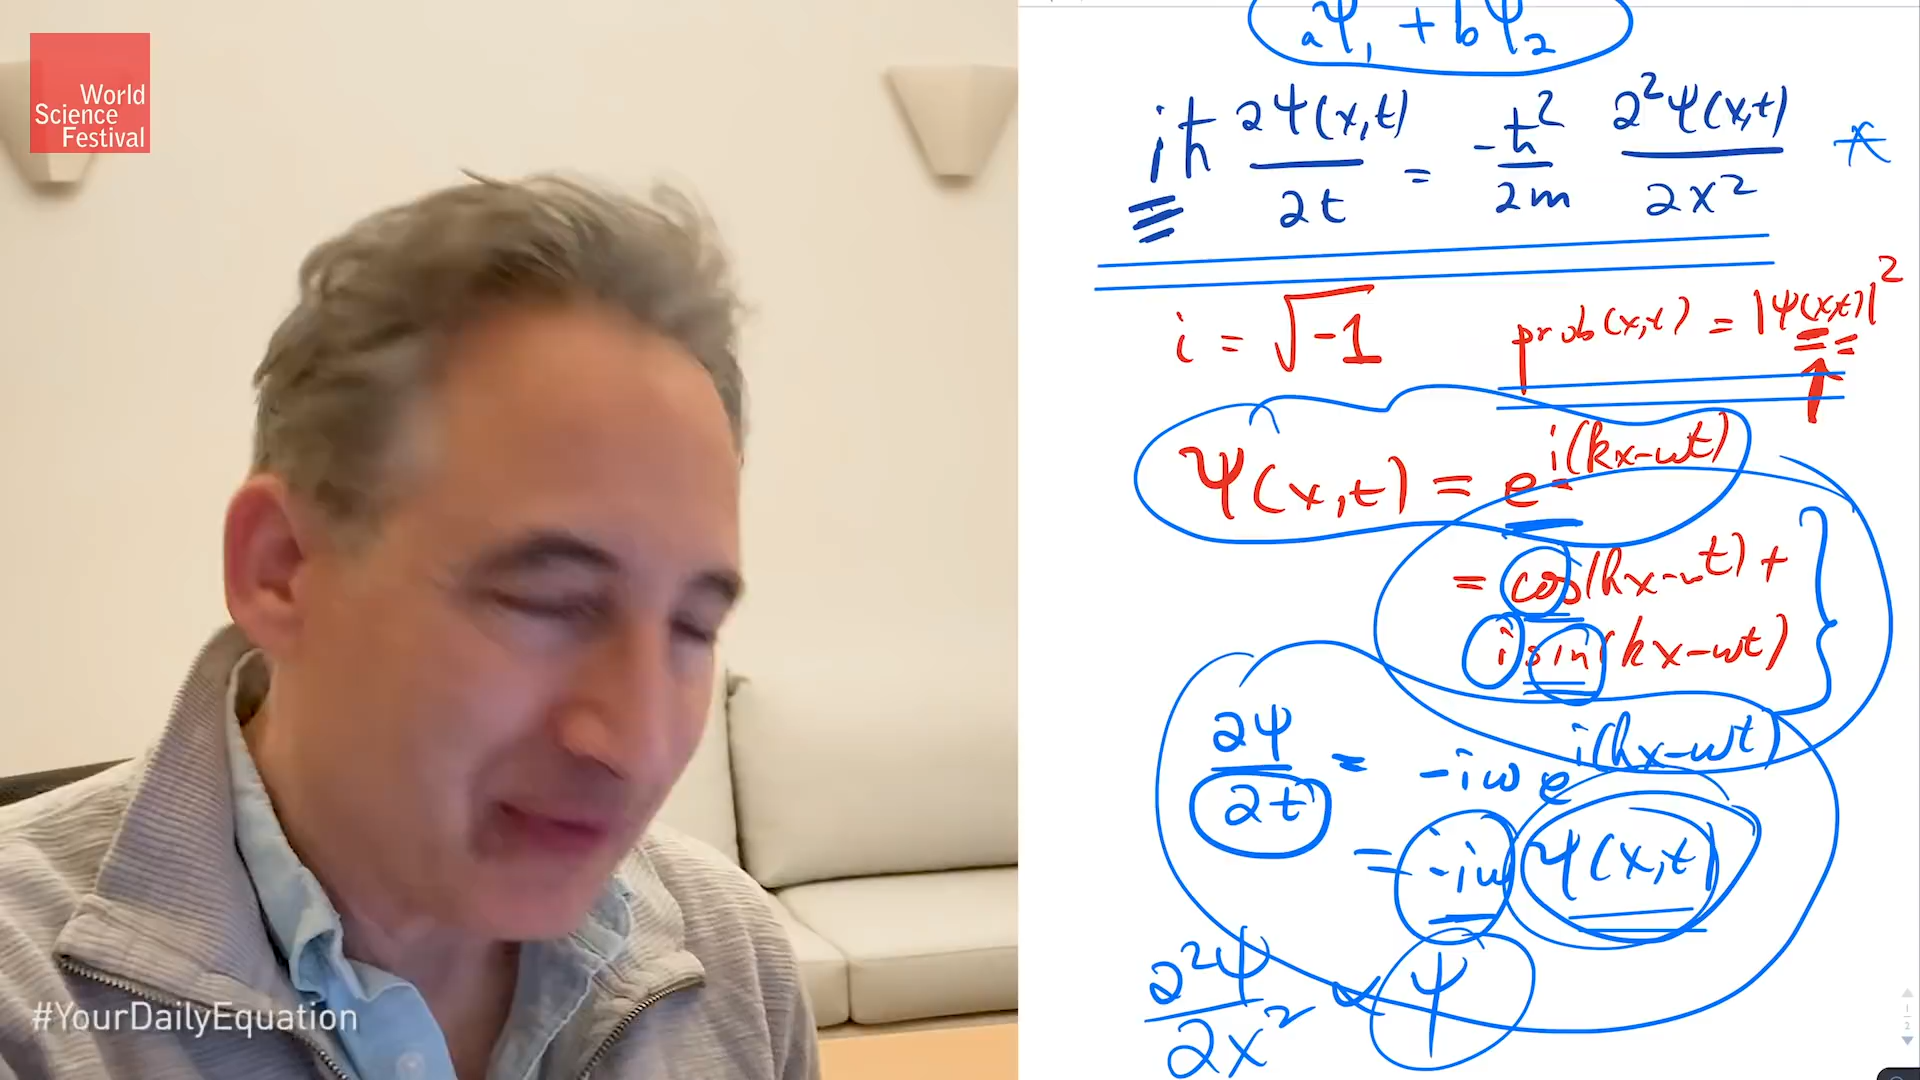 World
Science
Festival
#YourDailyEquation
aΨ₁ + bΨ₂
iħ ∂Ψ(x,t)/∂t = -ħ²/2m ∂²Ψ(x,t)/∂x² ☆
i = √-1
prob(x,t) = |Ψ(x,t)|²
Ψ(x,t) = e^i(kx-ωt)
= cos(kx-ωt) +
i sin(kx-ωt)
∂Ψ/∂t = -iω e^i(kx-ωt)
= -iω Ψ(x,t)
∂²Ψ/∂x² ∝ Ψ